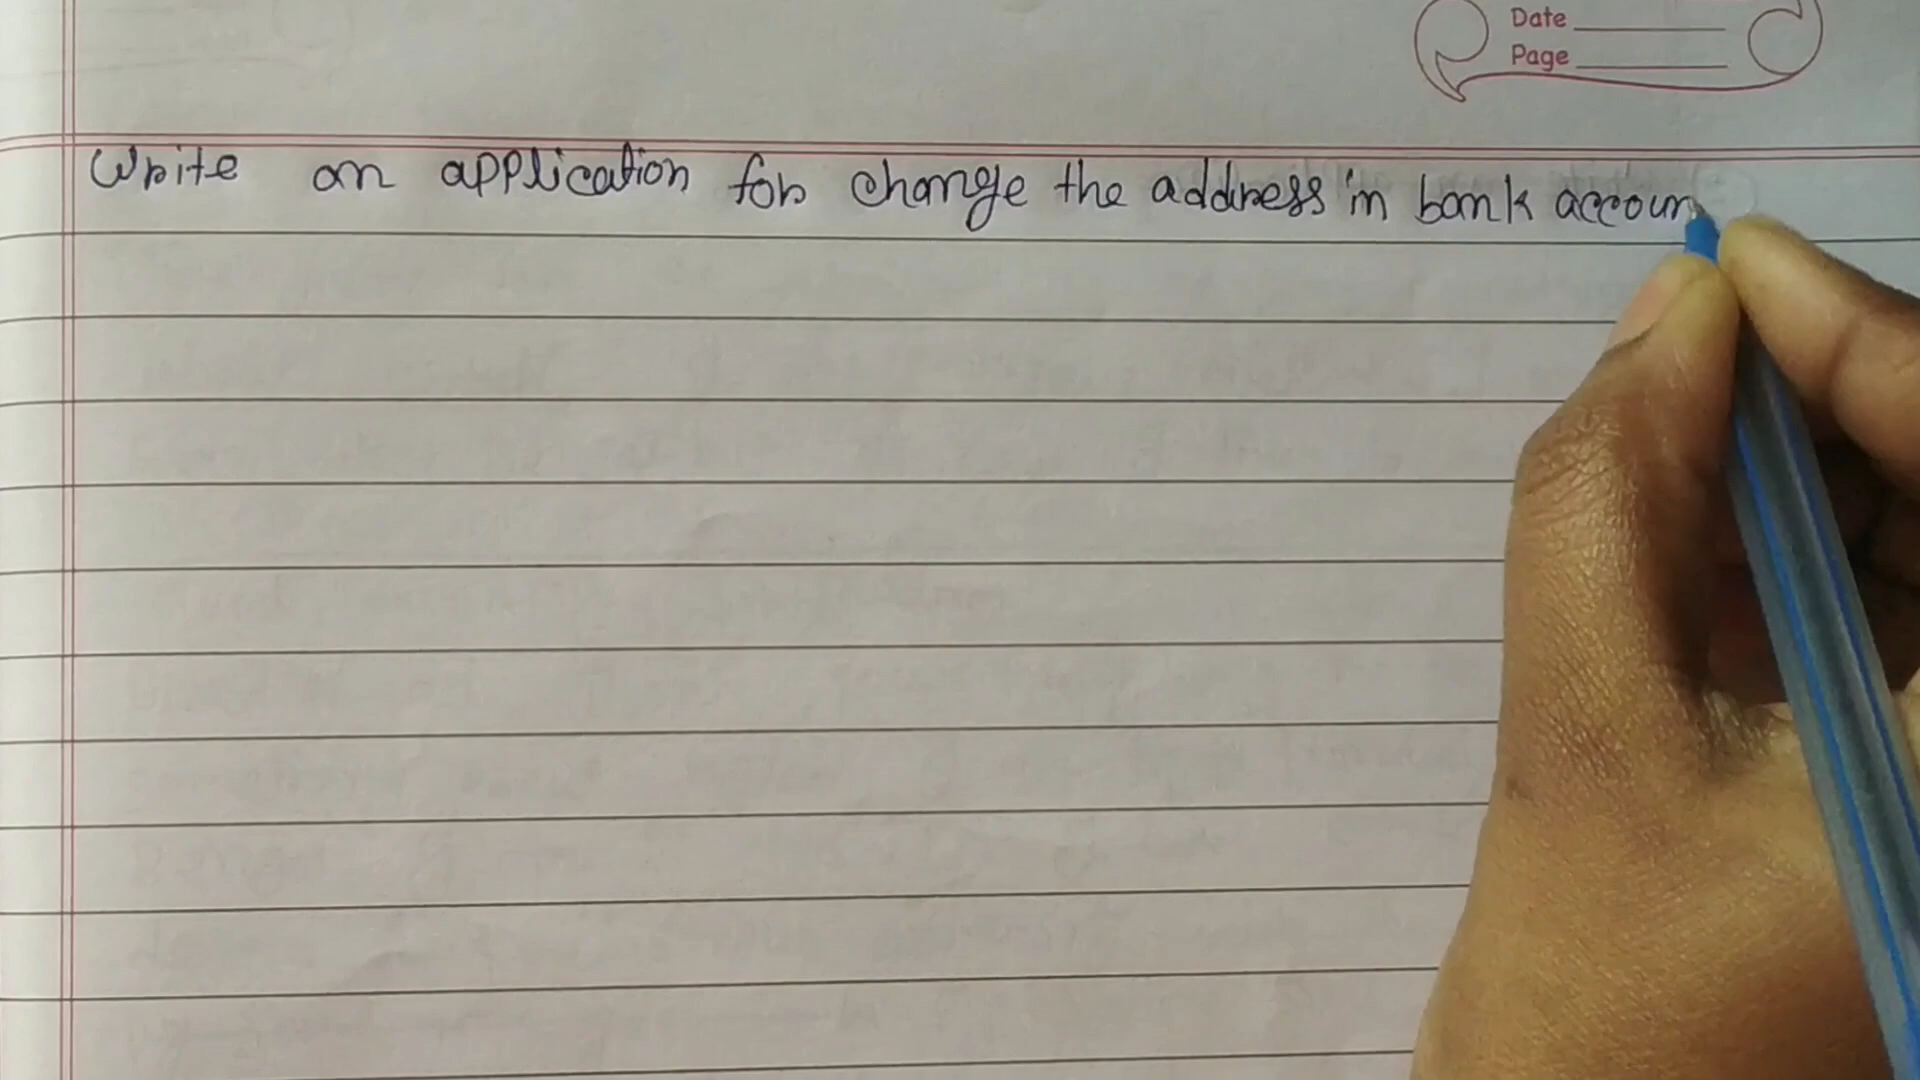 Date
Page
Write an application for change the address in bank accoun